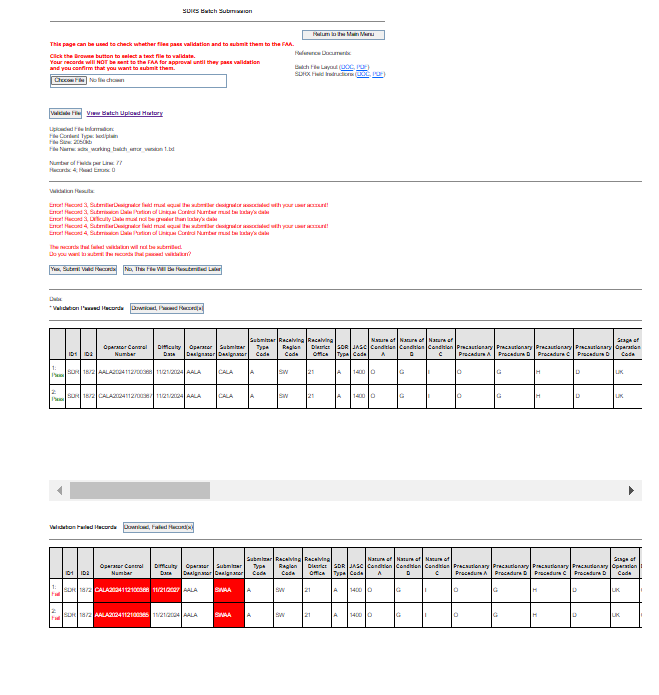 SDRS Batch Submission
Return to the Main Menu
This page can be used to check whether files pass validation and to submit them to the FAA.
Click the Browse button to select a text file to validate.
Your records will NOT be sent to the FAA for approval until they pass validation
and you confirm that you want to submit them.
Reference Documents:
Batch File Layout (DOC, PDF)
SDRX Field Instructions (DOC, PDF)
Choose File No file chosen
Validate File View Batch Upload History
Uploaded File Information:
File Content Type: text/plain
File Size: 2050kb
File Name: sdrs_working_batch_error_version 1.txt
Number of Fields per Line: 77
Records: 4, Read Errors: 0
Validation Results:
Error! Record 3, SubmitterDesignator field must equal the submitter designator associated with your user account!
Error! Record 3, Submission Date Portion of Unique Control Number must be today's date
Error! Record 3, Difficulty Date must not be greater than today's date
Error! Record 4, SubmitterDesignator field must equal the submitter designator associated with your user account!
Error! Record 4, Submission Date Portion of Unique Control Number must be today's date
The records that failed validation will not be submitted.
Do you want to submit the records that passed validation?
Yes, Submit Valid Records No, This File Will Be Resubmitted Later
Data:
* Validation Passed Records Download, Passed Record(s)
ID1 ID2 Operator Control Number Difficulty Date Operator Designator Submitter Designator Submitter Type Code Receiving Region Code Receiving District Office SDR Type JASC Code Nature of Condition A Nature of Condition B Nature of Condition C Precautionary Procedure A Precautionary Procedure B Precautionary Procedure C Precautionary Procedure D Stage of Operation Code
1: Pass SDR 1872 AALA2024112700368 11/21/2024 AALA CALA A SW 21 A 1400 O G I O G H D UK
2: Pass SDR 1872 CALA2024112700367 11/21/2024 AALA CALA A SW 21 A 1400 O G I O G H D UK
Validation Failed Records Download, Failed Record(s)
ID1 ID2 Operator Control Number Difficulty Date Operator Designator Submitter Designator Submitter Type Code Receiving Region Code Receiving District Office SDR Type JASC Code Nature of Condition A Nature of Condition B Nature of Condition C Precautionary Procedure A Precautionary Procedure B Precautionary Procedure C Precautionary Procedure D Stage of Operation Code
1: Fail SDR 1872 CALA2024112100366 11/21/2027 AALA SWAA A SW 21 A 1400 O G I O G H D UK
2: Fail SDR 1872 AALA2024112100365 11/21/2024 AALA SWAA A SW 21 A 1400 O G I O G H D UK